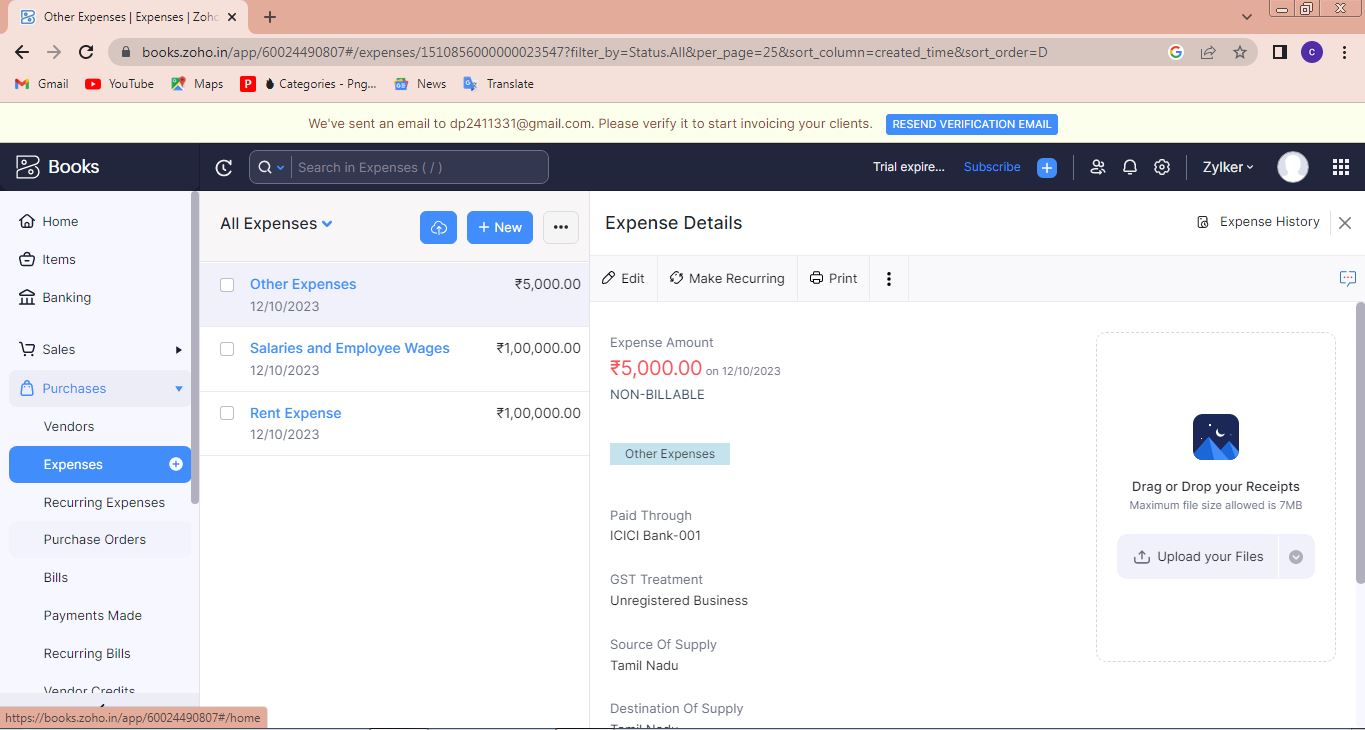 Other Expenses | Expenses | Zoho
books.zoho.in/app/60024490807#/expenses/1510856000000023547?filter_by=Status.All&per_page=25&sort_column=created_time&sort_order=D
c
Gmail YouTube Maps Categories - Png... News Translate
We've sent an email to dp2411331@gmail.com. Please verify it to start invoicing your clients. RESEND VERIFICATION EMAIL
Books
Search in Expenses ( / )
Trial expire... Subscribe
Zylker
Home
Items
Banking
Sales
Purchases
Vendors
Expenses
Recurring Expenses
Purchase Orders
Bills
Payments Made
Recurring Bills
Vendor Credits
https://books.zoho.in/app/60024490807#/home
All Expenses
+ New
Other Expenses ₹5,000.00
12/10/2023
Salaries and Employee Wages ₹1,00,000.00
12/10/2023
Rent Expense ₹1,00,000.00
12/10/2023
Expense Details
Expense History
Edit Make Recurring Print
Expense Amount
₹5,000.00 on 12/10/2023
NON-BILLABLE
Other Expenses
Paid Through
ICICI Bank-001
GST Treatment
Unregistered Business
Source Of Supply
Tamil Nadu
Destination Of Supply
Tamil Nadu
Drag or Drop your Receipts
Maximum file size allowed is 7MB
Upload your Files